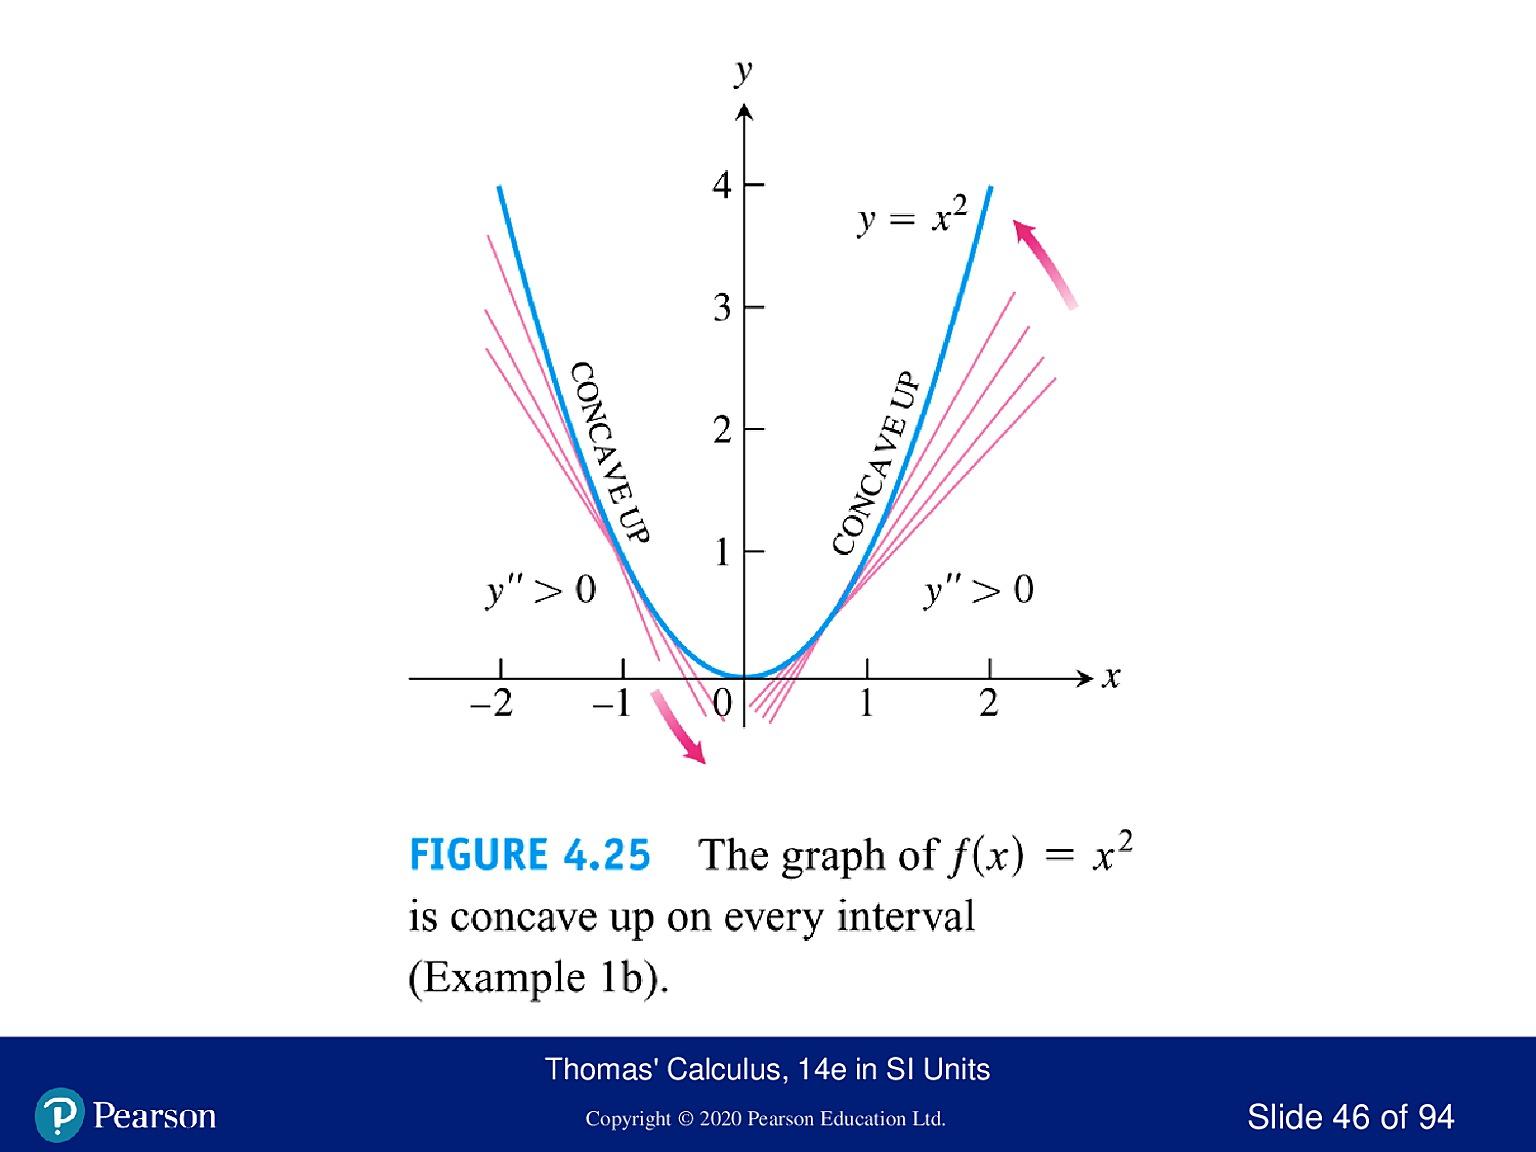 y
4
y = x²
3
CONCAVE UP
CONCAVE UP
2
1
y″ > 0
y″ > 0
–2
–1
0
1
2
x
FIGURE 4.25 The graph of f(x) = x²
is concave up on every interval
(Example 1b).
Thomas' Calculus, 14e in SI Units
Pearson
Copyright © 2020 Pearson Education Ltd.
Slide 46 of 94